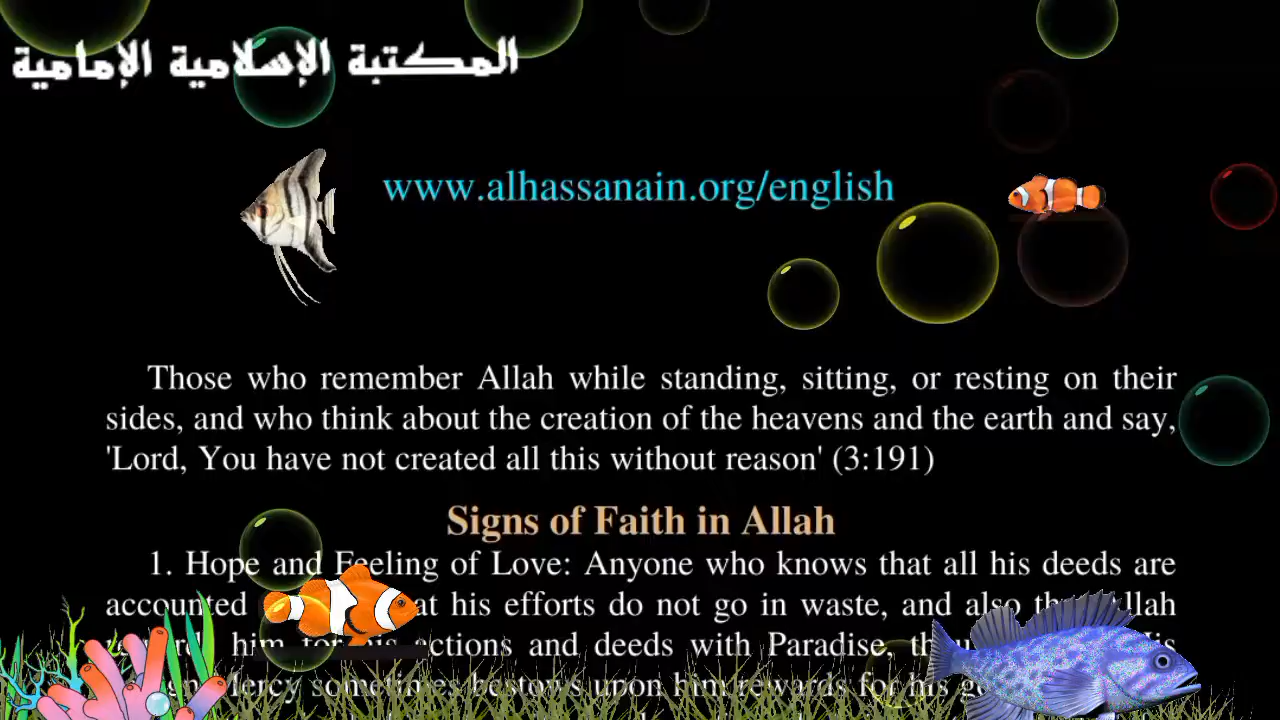 المكتبة الإسلامية الإمامية
www.alhassanain.org/english
Those who remember Allah while standing, sitting, or resting on their
sides, and who think about the creation of the heavens and the earth and say,
'Lord, You have not created all this without reason' (3:191)
Signs of Faith in Allah
1. Hope and Feeling of Love: Anyone who knows that all his deeds are
accounted at his efforts do not go in waste, and also
him for his actions and deeds with Paradise,
Mercy sometimes bestows upon him rewards for his